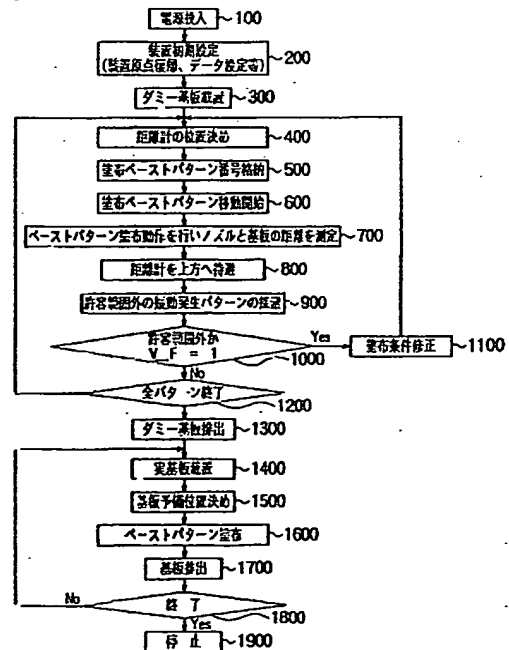 電源投入 100
装置初期設定
(装置原点復帰、データ設定等) 200
ダミー基板載置 300
距離計の位置決め 400
塗布ペーストパターン番号格納 500
塗布ペーストパターン移動開始 600
ペーストパターン塗布動作を行いノズルと基板の距離を測定 700
距離計を上方へ待避 800
許容範囲外の振動発生パターンの 900
許容範囲外か
V_F = 1 1000
Yes
塗布条件修正 1100
No
全パターン終了 1200
ダミー基板排出 1300
実基板載置 1400
基板予備位置決め 1500
ペーストパターン塗布 1600
基板排出 1700
No
終了 1800
Yes
停止 1900